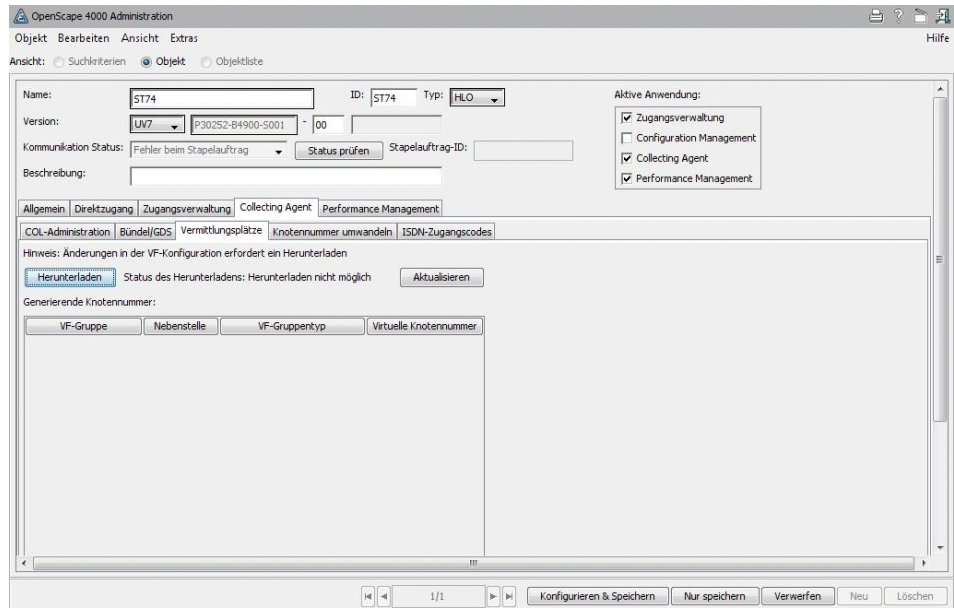 OpenScape 4000 Administration
Objekt Bearbeiten Ansicht Extras Hilfe
Ansicht: Suchkriterien Objekt Objektliste
Name: ST74 ID: ST74 Typ: HLO Aktive Anwendung:
Version: UV7 P30252-B4900-S001 - 00 Zugangsverwaltung
Configuration Management
Kommunikation Status: Fehler beim Stapelauftrag Status prüfen Stapelauftrag-ID: Collecting Agent
Beschreibung: Performance Management
Allgemein Direktzugang Zugangsverwaltung Collecting Agent Performance Management
COL-Administration Bündel/GDS Vermittlungsplätze Knotennummer umwandeln ISDN-Zugangscodes
Hinweis: Änderungen in der VF-Konfiguration erfordert ein Herunterladen
Herunterladen Status des Herunterladens: Herunterladen nicht möglich Aktualisieren
Generierende Knotennummer:
VF-Gruppe Nebenstelle VF-Gruppentyp Virtuelle Knotennummer
1/1 Konfigurieren & Speichern Nur speichern Verwerfen Neu Löschen